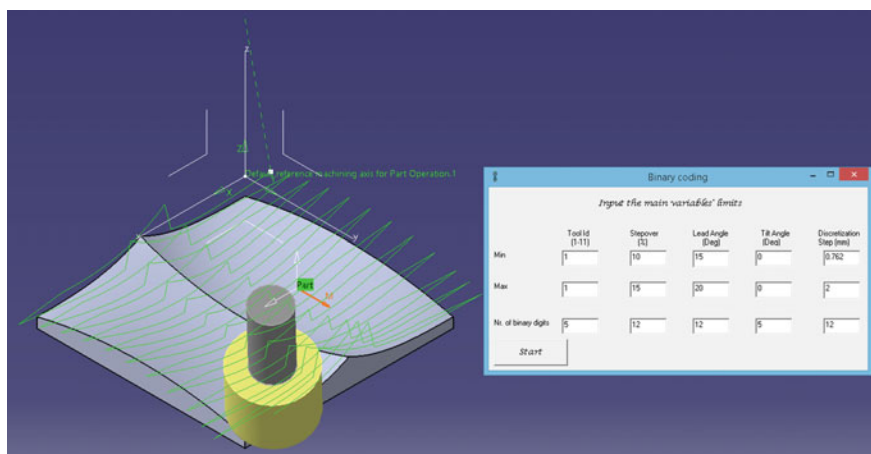 z
Z
Default reference machining axis for Part Operation.1
x
x
y
Part
M
Binary coding
Input the main variables' limits
Tool Id (1-11) Stepover (%) Lead Angle (Deg) Tilt Angle (Deg) Discretization Step (mm)
Min 1 10 15 0 0.762
Max 1 15 20 0 2
Nr. of binary digits 5 12 12 5 12
Start